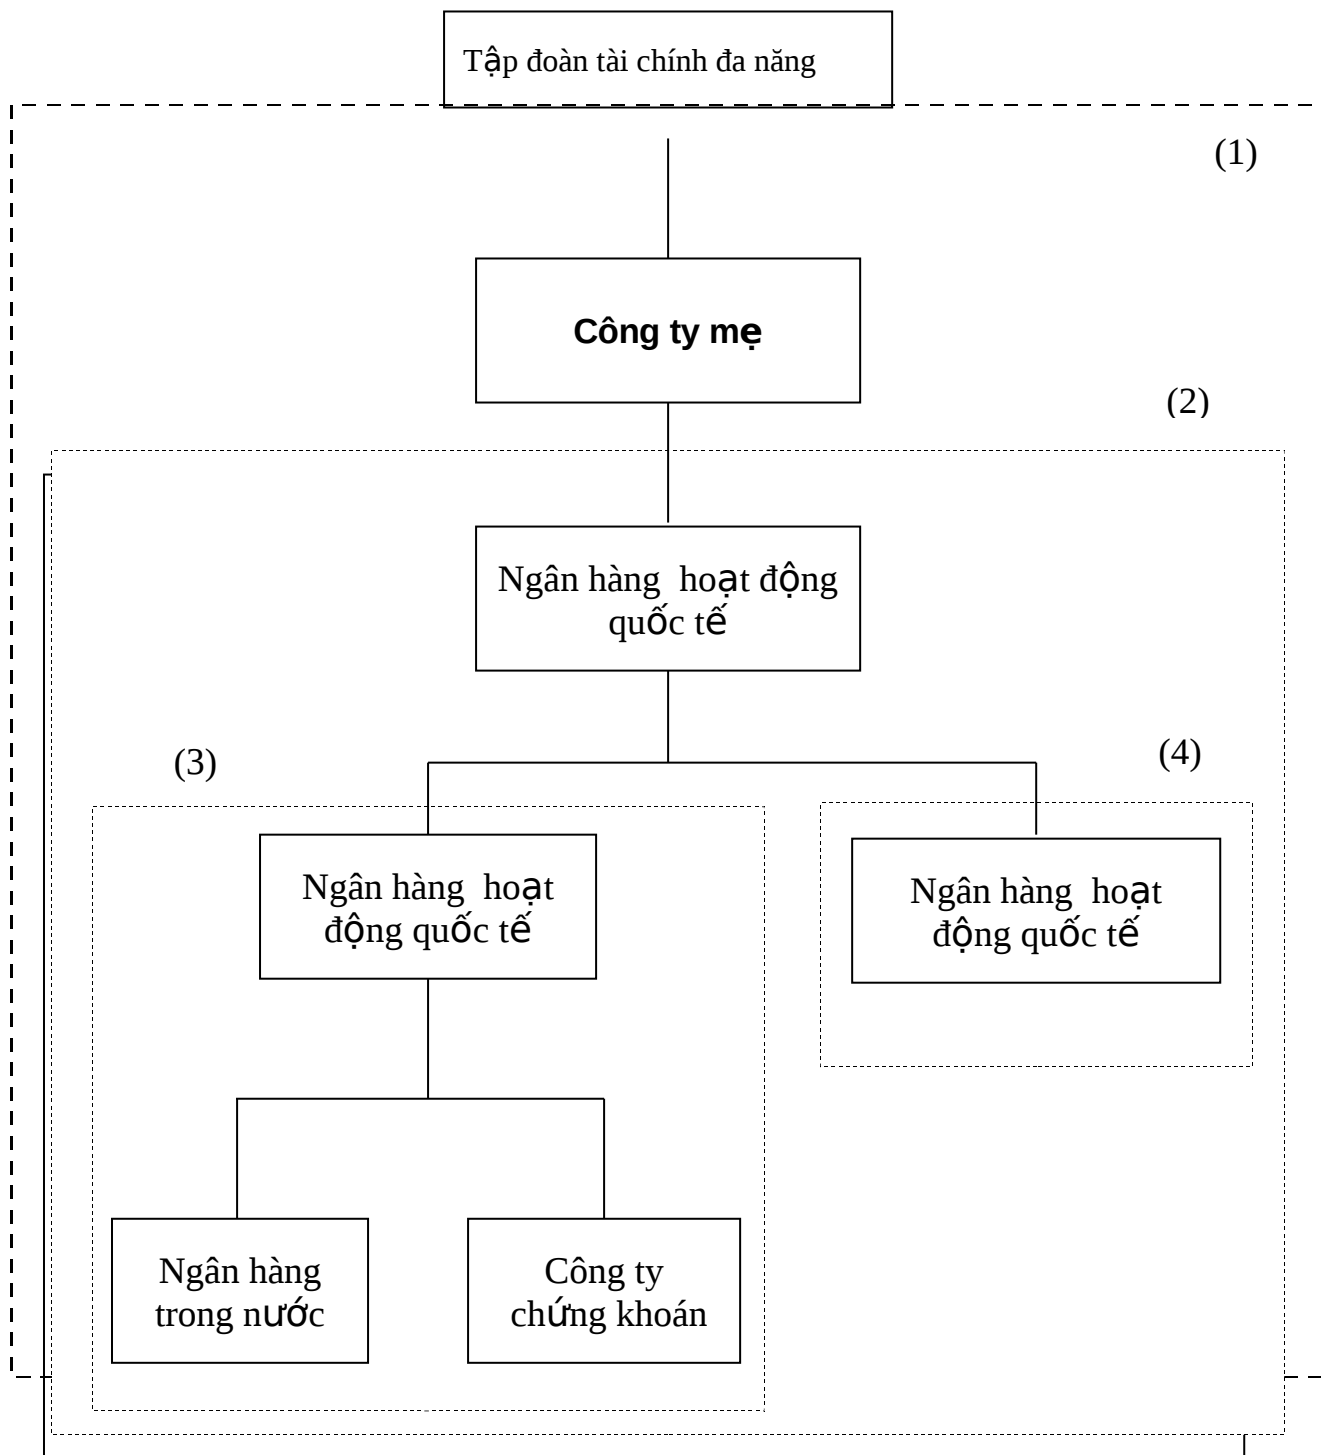 Tập đoàn tài chính đa năng
(1)
Công ty mẹ
(2)
Ngân hàng hoạt động
quốc tế
(3)
(4)
Ngân hàng hoạt
động quốc tế
Ngân hàng hoạt
động quốc tế
Ngân hàng
trong nước
Công ty
chứng khoán